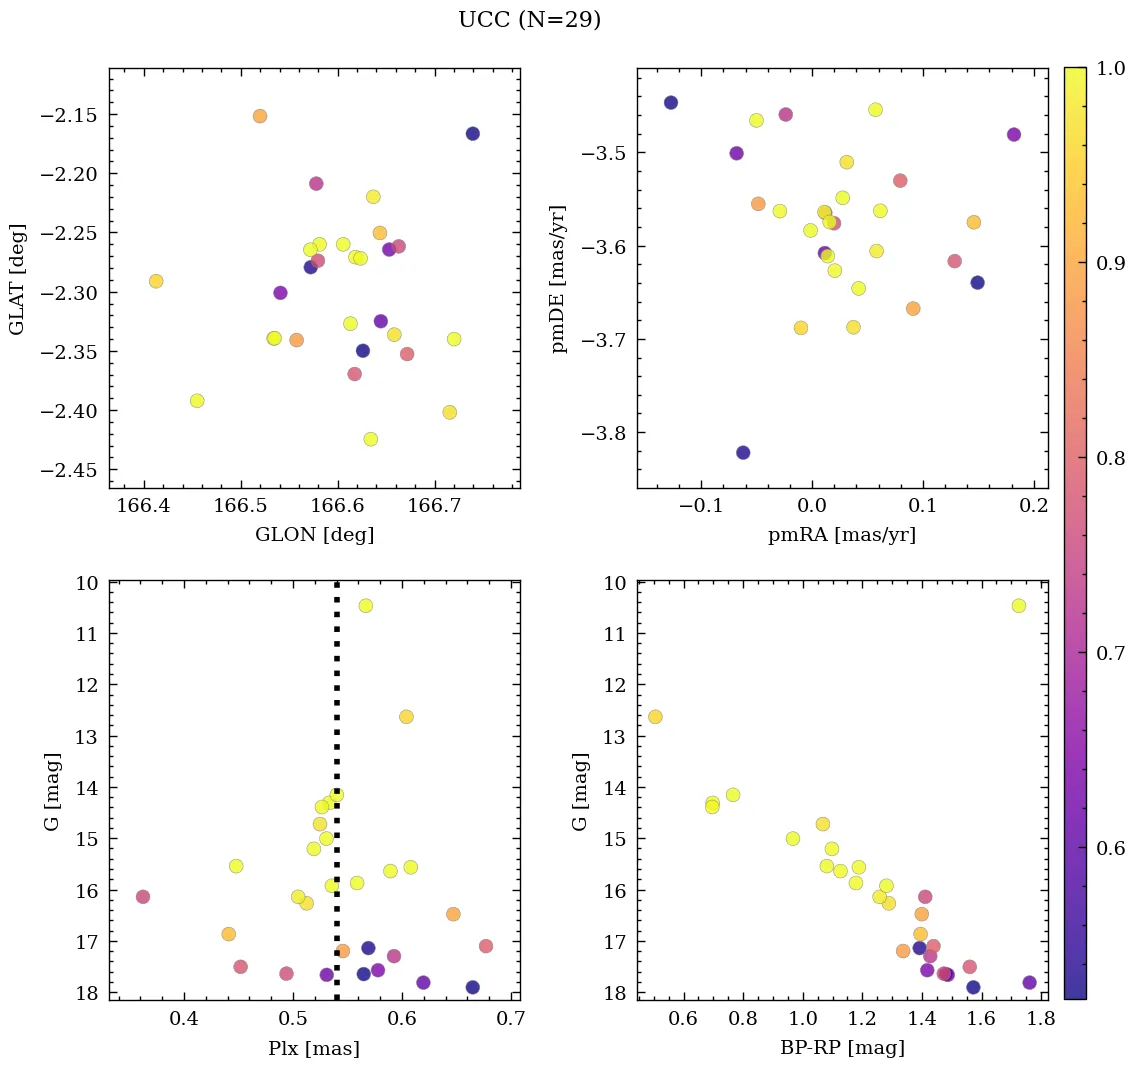 UCC (N=29)
−2.15
−2.20
−2.25
−2.30
−2.35
−2.40
−2.45
GLAT [deg]
166.4 166.5 166.6 166.7
GLON [deg]
−3.5
−3.6
−3.7
−3.8
pmDE [mas/yr]
−0.1 0.0 0.1 0.2
pmRA [mas/yr]
10
11
12
13
14
15
16
17
18
G [mag]
0.4 0.5 0.6 0.7
Plx [mas]
10
11
12
13
14
15
16
17
18
G [mag]
0.6 0.8 1.0 1.2 1.4 1.6 1.8
BP-RP [mag]
1.0
0.9
0.8
0.7
0.6